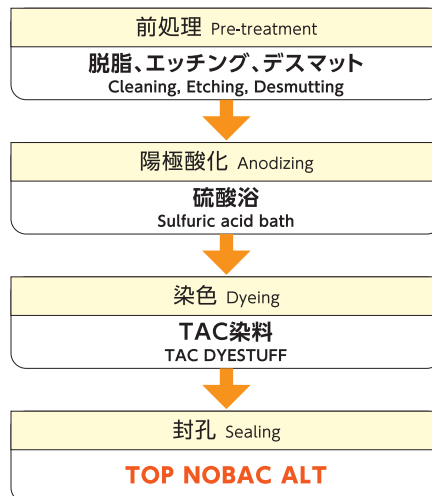 前処理 Pre-treatment
脱脂、エッチング、デスマット
Cleaning, Etching, Desmutting
陽極酸化 Anodizing
硫酸浴
Sulfuric acid bath
染色 Dyeing
TAC染料
TAC DYESTUFF
封孔 Sealing
TOP NOBAC ALT